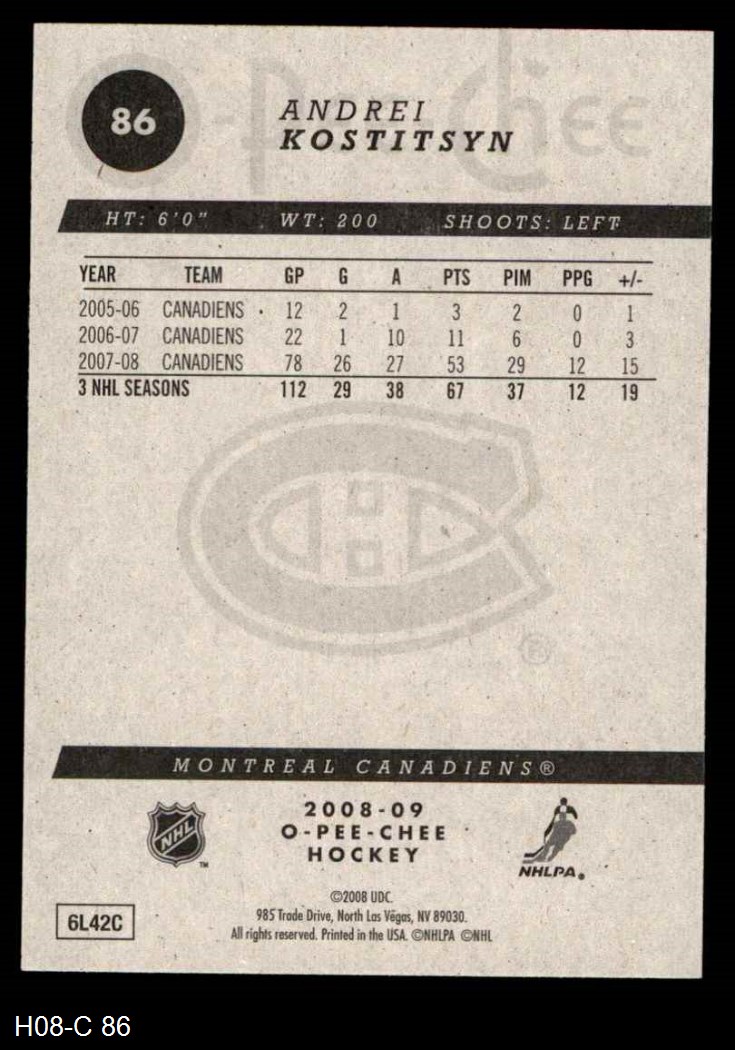 O-Pee-Chee®
86
ANDREI
KOSTITSYN
HT: 6'0" WT: 200 SHOOTS: LEFT
YEAR TEAM GP G A PTS PIM PPG +/-
2005-06 CANADIENS 12 2 1 3 2 0 1
2006-07 CANADIENS 22 1 10 11 6 0 3
2007-08 CANADIENS 78 26 27 53 29 12 15
3 NHL SEASONS 112 29 38 67 37 12 19
CH
®
MONTREAL CANADIENS®
NHL
TM
2008-09
O-PEE-CHEE
HOCKEY
NHLPA®
6L42C
©2008 UDC.
985 Trade Drive, North Las Vegas, NV 89030.
All rights reserved. Printed in the USA. ©NHLPA ©NHL
H08-C 86